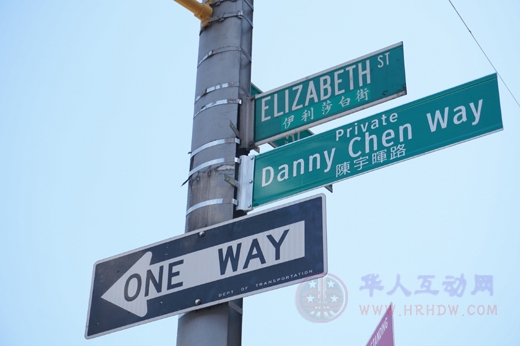 ELIZABETH ST
伊利莎白街
Private
Danny Chen Way
陳宇暉路
ONE WAY
DEPT OF TRANSPORTATION
华人互动网
WWW.HRHDW.COM